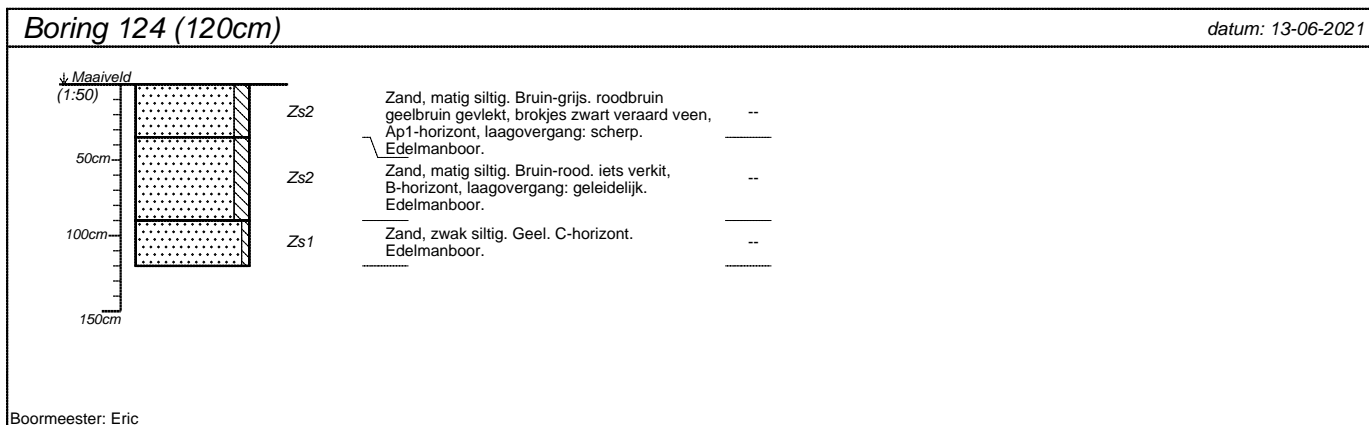 Boring 124 (120cm)
datum: 13-06-2021
Maaiveld
(1:50)
50cm
100cm
150cm
Zs2
Zand, matig siltig. Bruin-grijs. roodbruin
geelbruin gevlekt, brokjes zwart veraard veen,
Ap1-horizont, laagovergang: scherp.
Edelmanboor.
--
Zs2
Zand, matig siltig. Bruin-rood. iets verkit,
B-horizont, laagovergang: geleidelijk.
Edelmanboor.
--
Zs1
Zand, zwak siltig. Geel. C-horizont.
Edelmanboor.
--
Boormeester: Eric